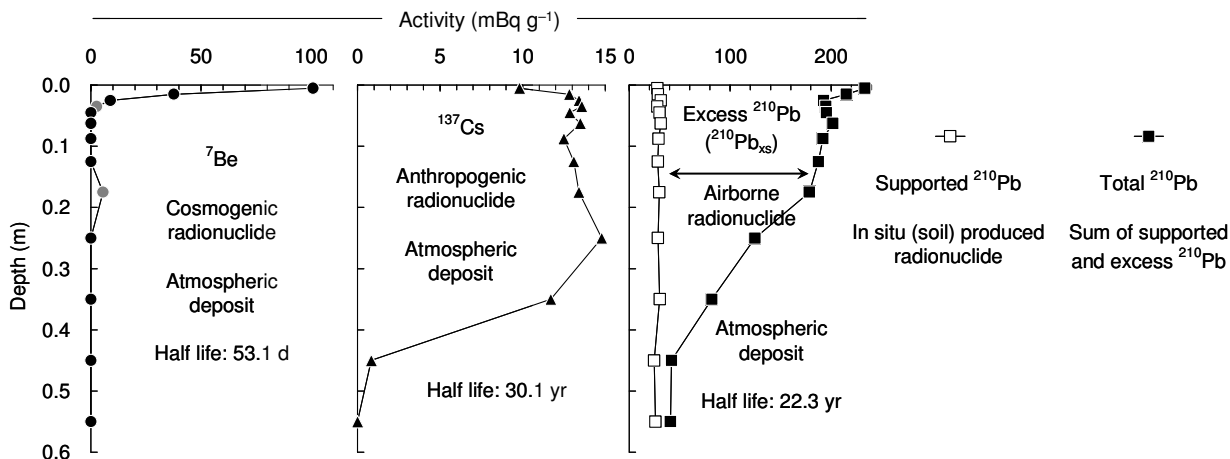 Activity (mBq g⁻¹)
0 50 100
0 5 10 15
0 100 200
Depth (m)
0.0
0.1
0.2
0.3
0.4
0.5
0.6
⁷Be
Cosmogenic
radionuclide
Atmospheric
deposit
Half life: 53.1 d
¹³⁷Cs
Anthropogenic
radionuclide
Atmospheric
deposit
Half life: 30.1 yr
Excess ²¹⁰Pb
(²¹⁰Pbₓₛ)
Airborne
radionuclide
Atmospheric
deposit
Half life: 22.3 yr
Supported ²¹⁰Pb
In situ (soil) produced
radionuclide
Total ²¹⁰Pb
Sum of supported
and excess ²¹⁰Pb